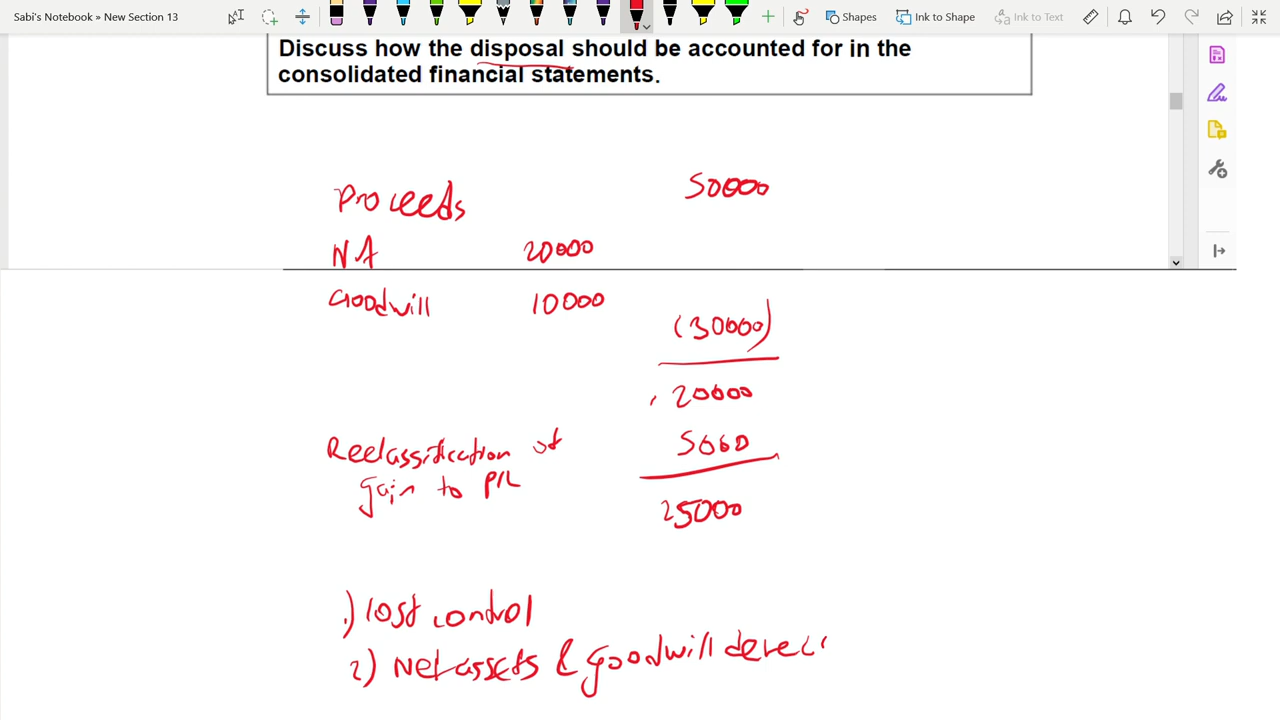 Sabi's Notebook » New Section 13
Shapes
Ink to Shape
Ink to Text
Discuss how the disposal should be accounted for in the
consolidated financial statements.
Proceeds 50000
NA 20000
Goodwill 10000
(30000)
20000
Reclassification of 5000
gain to P/L
25000
1.) lost control
2) Net assets & goodwill derec